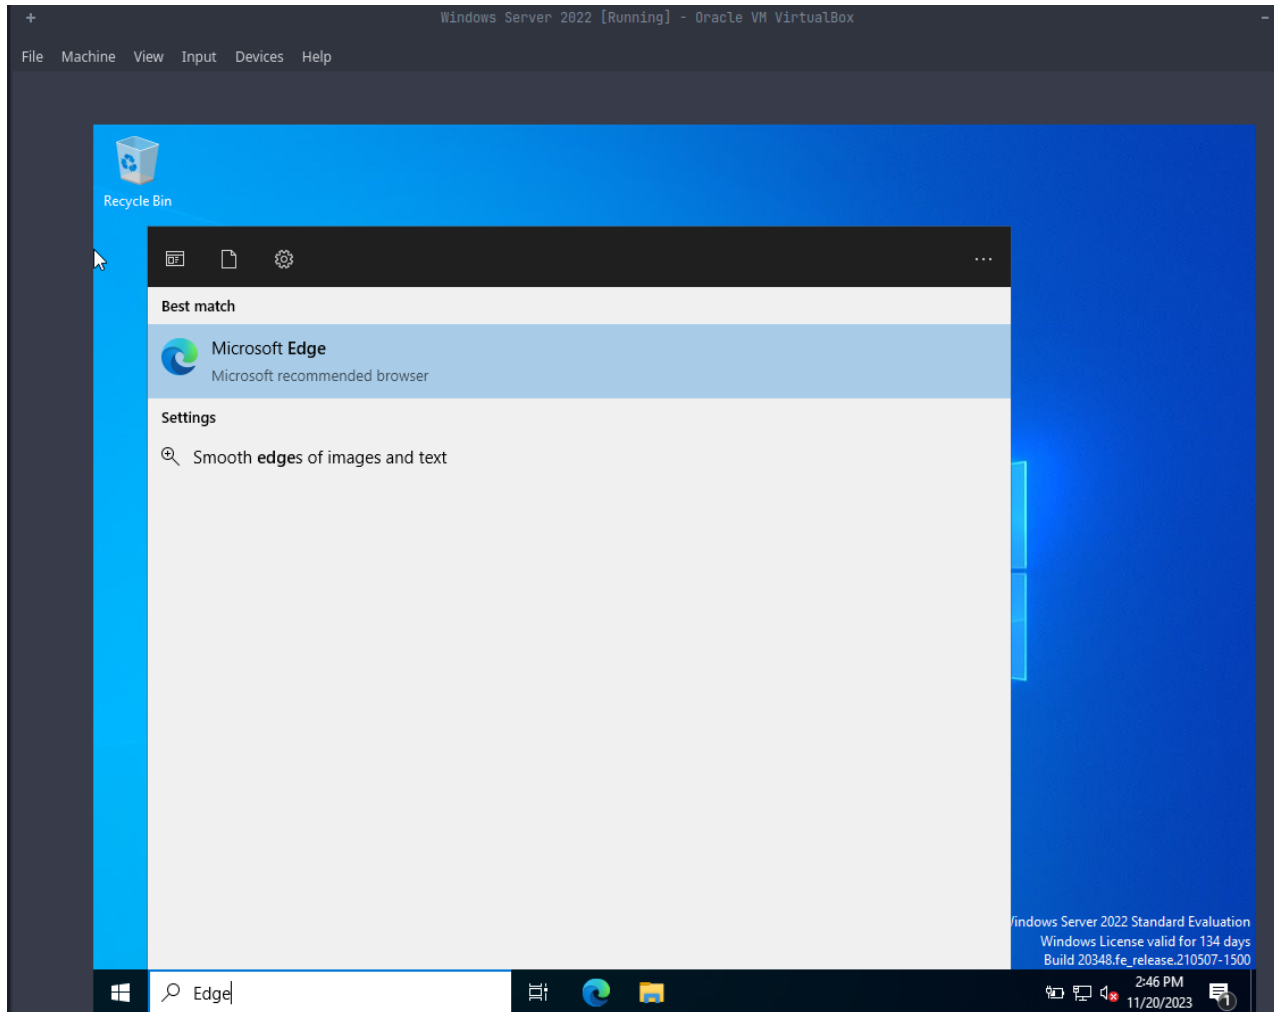 Windows Server 2022 [Running] - Oracle VM VirtualBox
File Machine View Input Devices Help
Recycle Bin
Best match
Microsoft Edge
Microsoft recommended browser
Settings
Smooth edges of images and text
indows Server 2022 Standard Evaluation
Windows License valid for 134 days
Build 20348.fe_release.210507-1500
Edge
2:46 PM
11/20/2023
1